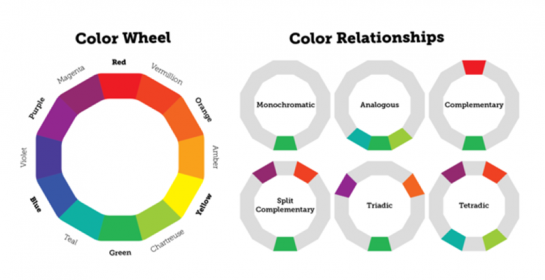 Color Wheel
Red
Vermillion
Orange
Amber
Yellow
Chartreuse
Green
Teal
Blue
Violet
Purple
Magenta
Color Relationships
Monochromatic
Analogous
Complementary
Split
Complementary
Triadic
Tetradic